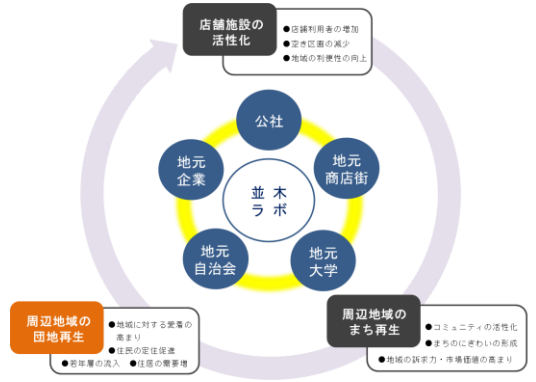 店舗施設の
活性化
●店舗利用者の増加
●空き区画の減少
●地域の利便性の向上
公社
地元
企業
地元
商店街
並木
ラボ
地元
自治会
地元
大学
周辺地域の
団地再生
●地域に対する愛着の
高まり
●住民の定住促進
●若年層の流入 ●住居の需要増
周辺地域の
まち再生
●コミュニティの活性化
●まちのにぎわいの形成
●地域の訴求力・市場価値の高まり